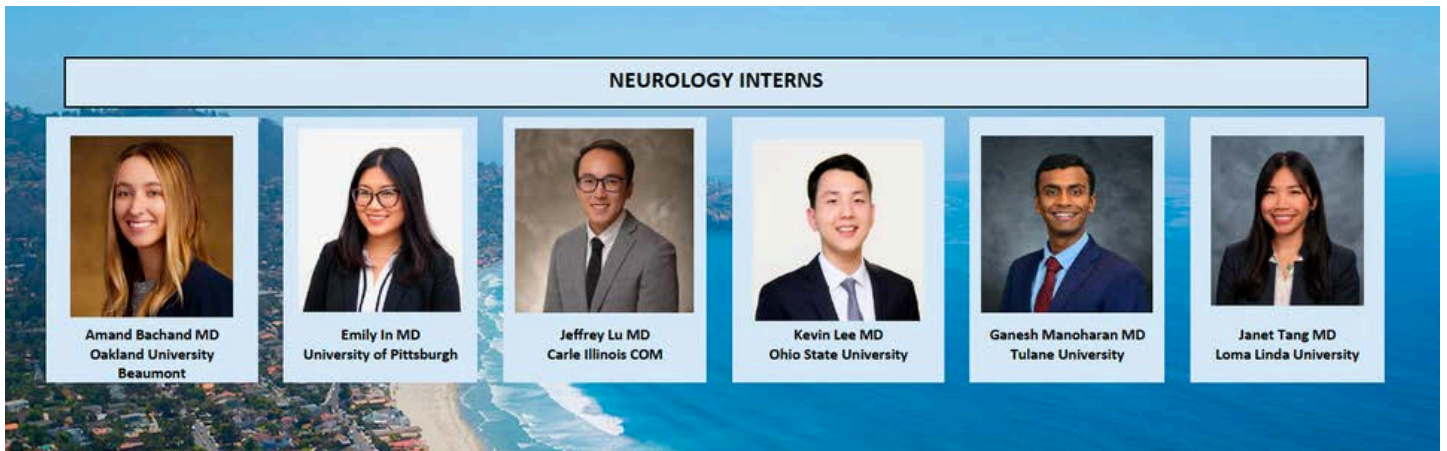 NEUROLOGY INTERNS
Amand Bachand MD
Oakland University
Beaumont
Emily In MD
University of Pittsburgh
Jeffrey Lu MD
Carle Illinois COM
Kevin Lee MD
Ohio State University
Ganesh Manoharan MD
Tulane University
Janet Tang MD
Loma Linda University